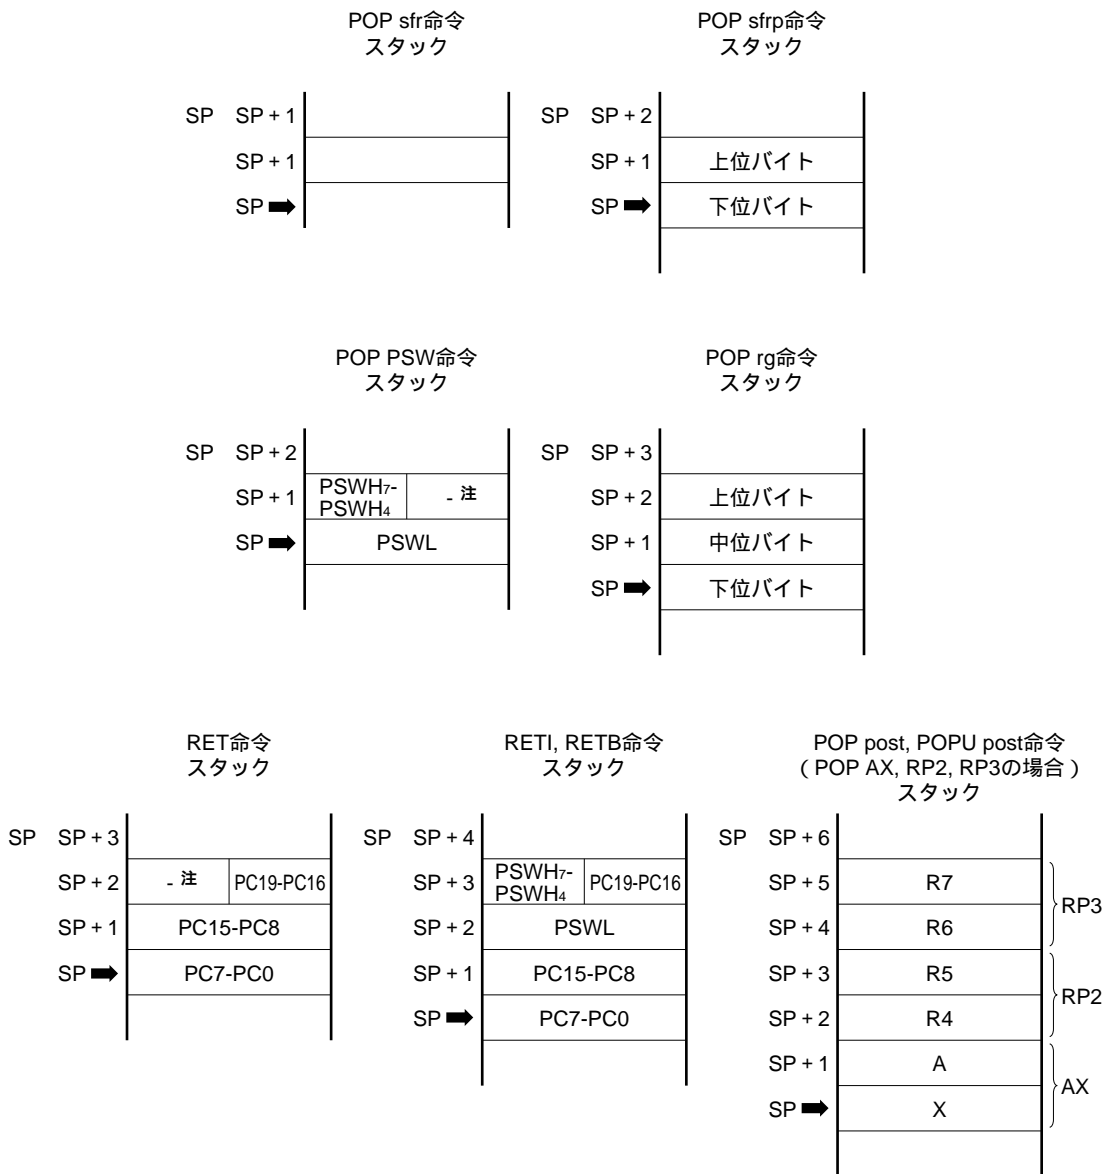 POP sfr命令
スタック
SP SP + 1
SP + 1
SP
POP sfrp命令
スタック
SP SP + 2
SP + 1 上位バイト
SP 下位バイト
POP PSW命令
スタック
SP SP + 2
SP + 1 PSWH7-PSWH4 - 注
SP PSWL
POP rg命令
スタック
SP SP + 3
SP + 2 上位バイト
SP + 1 中位バイト
SP 下位バイト
RET命令
スタック
SP SP + 3
SP + 2 - 注 PC19-PC16
SP + 1 PC15-PC8
SP PC7-PC0
RETI, RETB命令
スタック
SP SP + 4
SP + 3 PSWH7-PSWH4 PC19-PC16
SP + 2 PSWL
SP + 1 PC15-PC8
SP PC7-PC0
POP post, POPU post命令
( POP AX, RP2, RP3の場合 )
スタック
SP SP + 6
SP + 5 R7
RP3
SP + 4 R6
SP + 3 R5
RP2
SP + 2 R4
SP + 1 A
AX
SP X